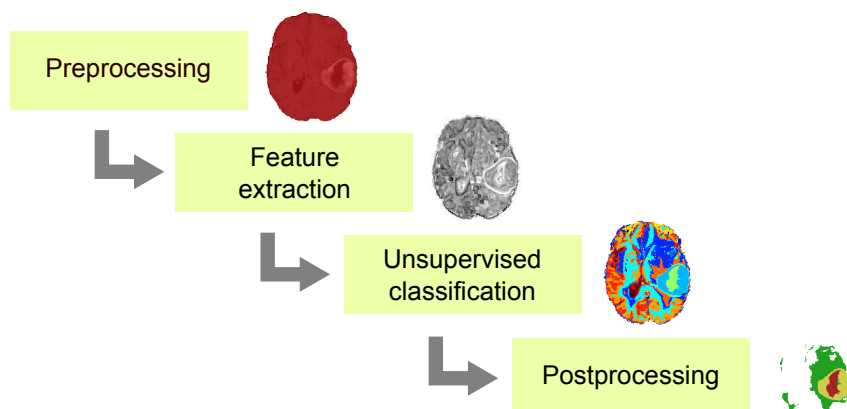 Preprocessing
Feature
extraction
Unsupervised
classification
Postprocessing